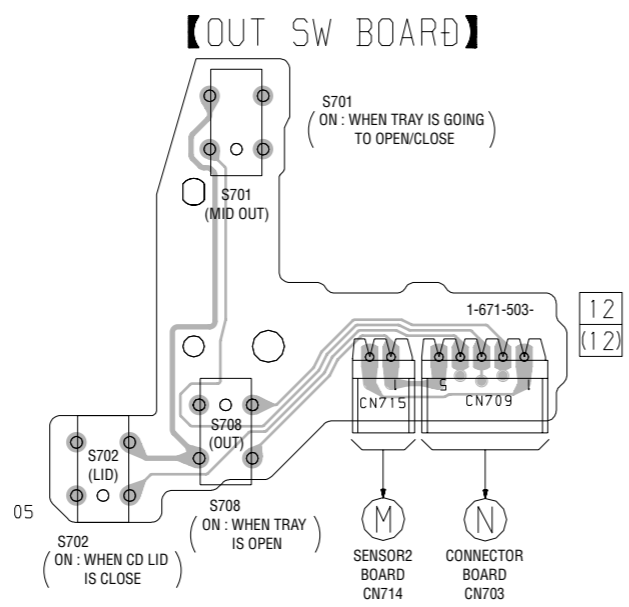 【OUT SW BOARD】
S701
ON : WHEN TRAY IS GOING
TO OPEN/CLOSE
S701
(MID OUT)
1-671-503-
12
(12)
1
5
1
CN715
CN709
S708
(OUT)
S702
(LID)
05
S708
ON : WHEN TRAY
IS OPEN
S702
ON : WHEN CD LID
IS CLOSE
M
N
SENSOR2
BOARD
CN714
CONNECTOR
BOARD
CN703